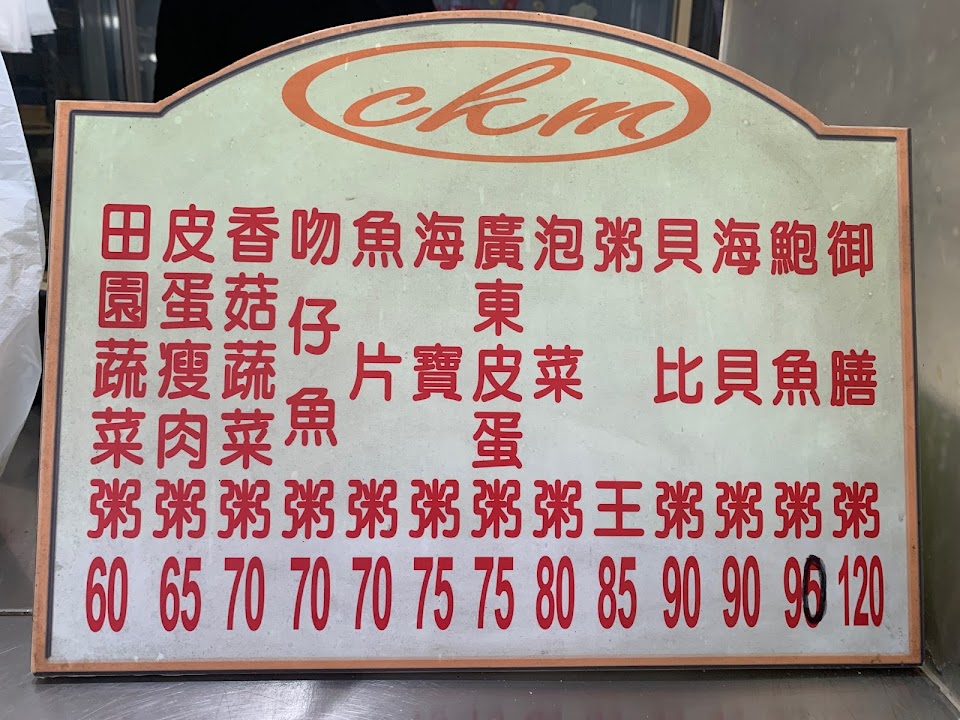 ckm
田園蔬菜粥 60
皮蛋瘦肉粥 65
香菇蔬菜粥 70
吻仔魚粥 70
魚片粥 70
海寶粥 75
廣東皮蛋粥 75
泡菜粥 80
粥王 85
貝比粥 90
海貝粥 90
鮑魚粥 90
御膳粥 120